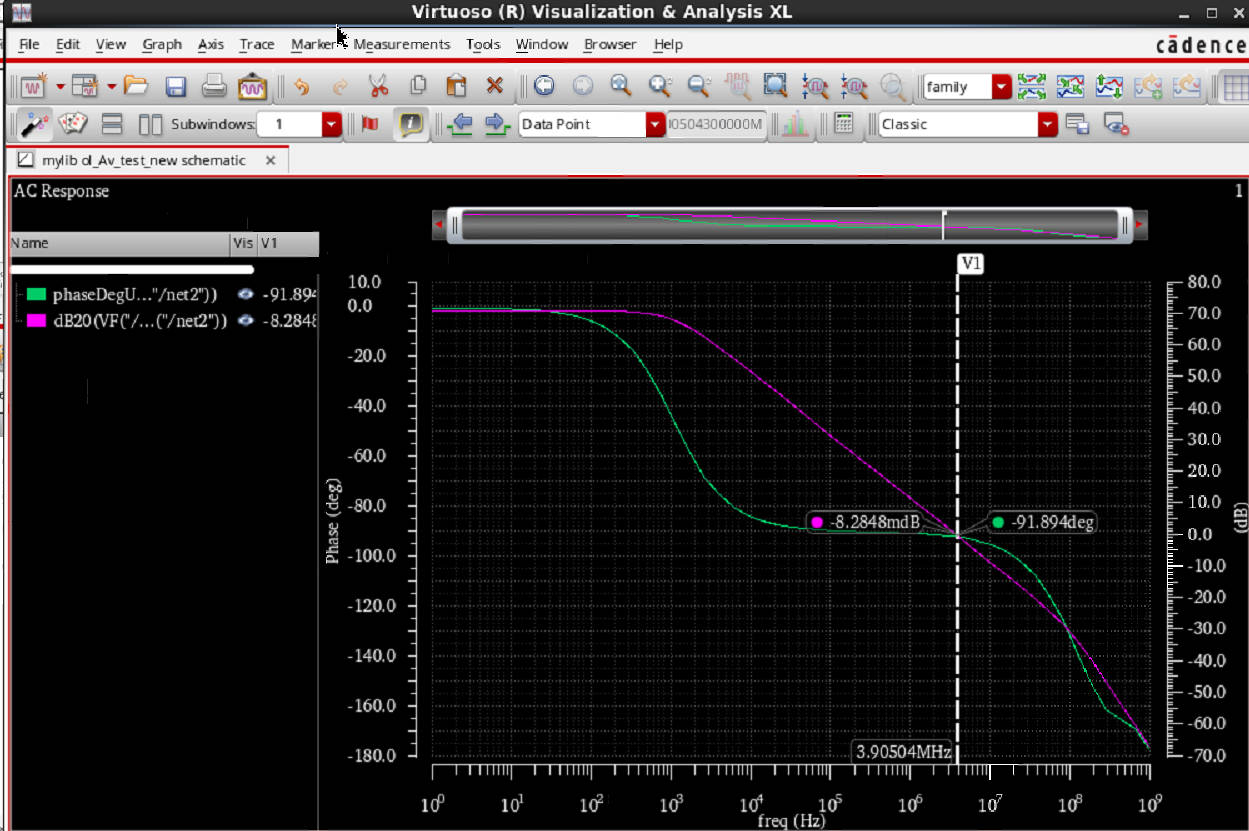 Virtuoso (R) Visualization & Analysis XL
File Edit View Graph Axis Trace Marker Measurements Tools Window Browser Help cādence
family
Subwindows: 1 Data Point 0504300000M Classic
mylib ol_Av_test_new schematic
AC Response 1
Name Vis V1
phaseDegU..."/net2")) -91.894
dB20(VF("/...("/net2")) -8.2848
V1
10.0
0.0
-20.0
-40.0
-60.0
-80.0
-100.0
-120.0
-140.0
-160.0
-180.0
Phase (deg)
-8.2848mdB
-91.894deg
3.90504MHz
80.0
70.0
60.0
50.0
40.0
30.0
20.0
10.0
0.0
-10.0
-20.0
-30.0
-40.0
-50.0
-60.0
-70.0
(dB)
10⁰ 10¹ 10² 10³ 10⁴ 10⁵ 10⁶ 10⁷ 10⁸ 10⁹
freq (Hz)